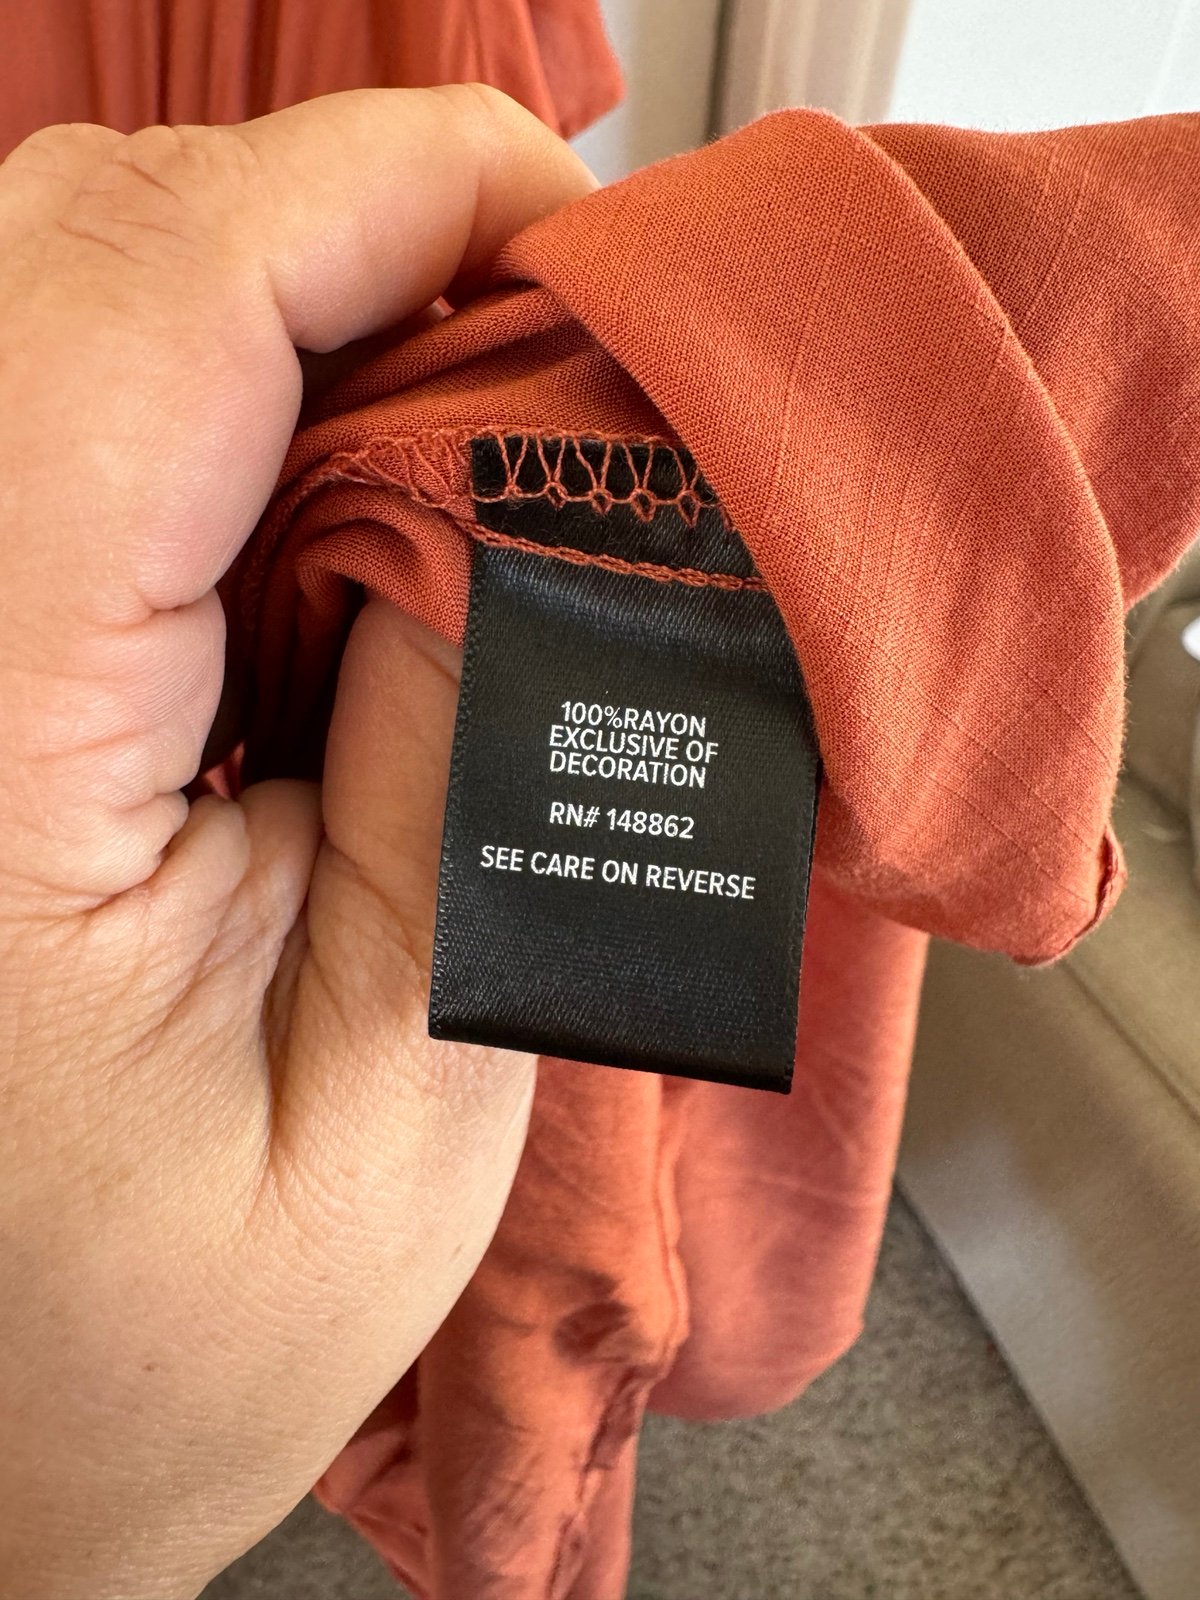 100%RAYON
EXCLUSIVE OF
DECORATION
RN# 148862
SEE CARE ON REVERSE